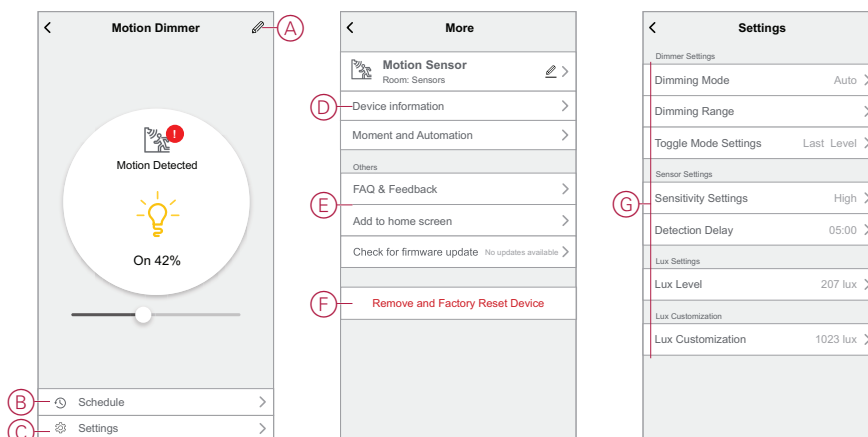 Motion Dimmer
A
!
Motion Detected
On 42%
B
Schedule
C
Settings
More
Motion Sensor
Room: Sensors
D
Device information
Moment and Automation
Others
E
FAQ & Feedback
Add to home screen
Check for firmware update No updates available
F
Remove and Factory Reset Device
Settings
Dimmer Settings
Dimming Mode Auto
Dimming Range
Toggle Mode Settings Last Level
Sensor Settings
G
Sensitivity Settings High
Detection Delay 05:00
Lux Settings
Lux Level 207 lux
Lux Customization
Lux Customization 1023 lux